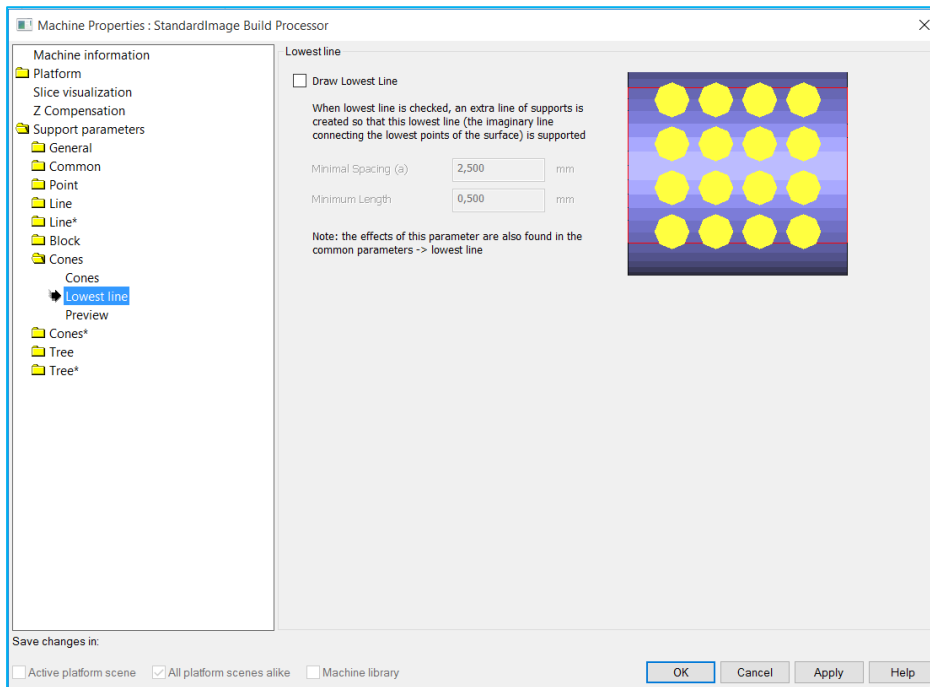 Machine Properties : StandardImage Build Processor
Machine information
Platform
Slice visualization
Z Compensation
Support parameters
General
Common
Point
Line
Line*
Block
Cones
Cones
Lowest line
Preview
Cones*
Tree
Tree*
Lowest line
Draw Lowest Line
When lowest line is checked, an extra line of supports is
created so that this lowest line (the imaginary line
connecting the lowest points of the surface) is supported
Minimal Spacing (a) 2,500 mm
Minimum Length 0,500 mm
Note: the effects of this parameter are also found in the
common parameters -> lowest line
Save changes in:
Active platform scene All platform scenes alike Machine library
OK Cancel Apply Help